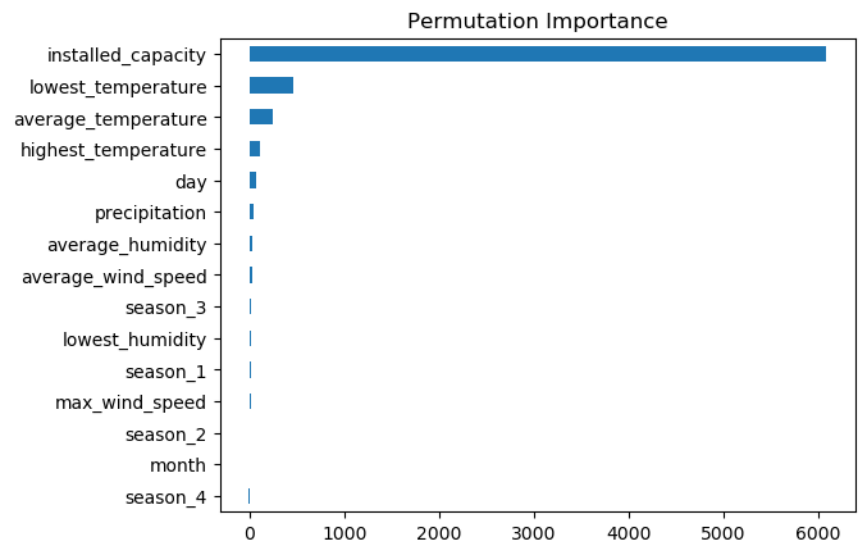 Permutation Importance
installed_capacity
lowest_temperature
average_temperature
highest_temperature
day
precipitation
average_humidity
average_wind_speed
season_3
lowest_humidity
season_1
max_wind_speed
season_2
month
season_4
0 1000 2000 3000 4000 5000 6000